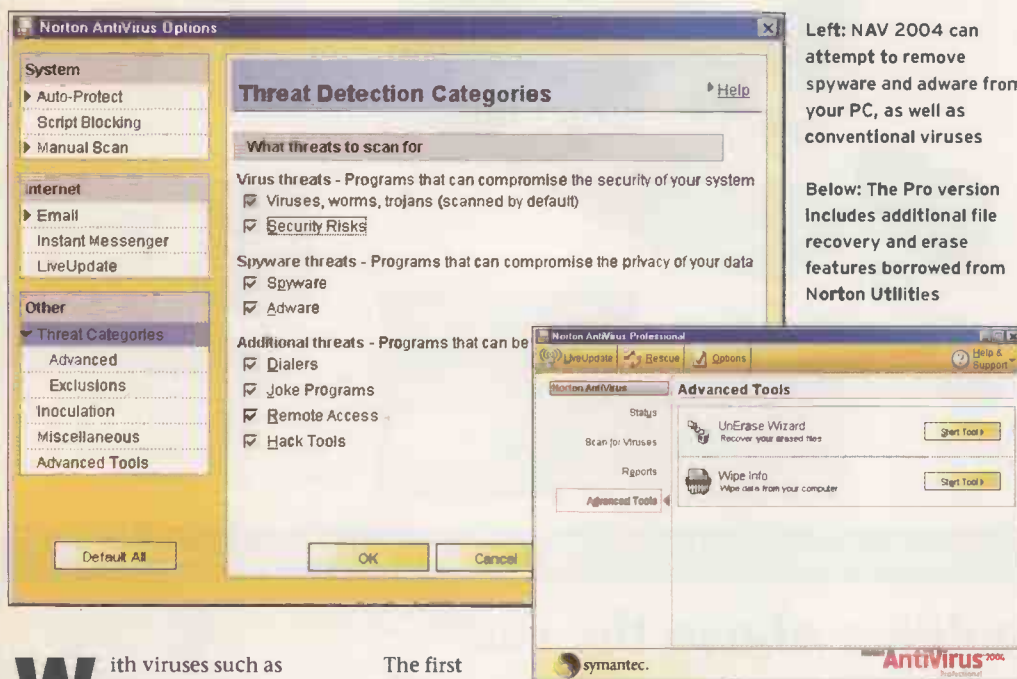 Norton AntiVirus Options
System
Auto-Protect
Script Blocking
Manual Scan
Internet
Email
Instant Messenger
LiveUpdate
Other
Threat Categories
Advanced
Exclusions
Inoculation
Miscellaneous
Advanced Tools
Default All
Threat Detection Categories
Help
What threats to scan for
Virus threats - Programs that can compromise the security of your system
Viruses, worms, trojans (scanned by default)
Security Risks
Spyware threats - Programs that can compromise the privacy of your data
Spyware
Adware
Additional threats - Programs that can be
Dialers
Joke Programs
Remote Access
Hack Tools
OK
Cancel
Left: NAV 2004 can
attempt to remove
spyware and adware from
your PC, as well as
conventional viruses
Below: The Pro version
includes additional file
recovery and erase
features borrowed from
Norton Utilities
Norton AntiVirus Professional
LiveUpdate
Rescue
Options
Help &
Support
Norton AntiVirus
Status
Scan for Viruses
Reports
Advanced Tools
Advanced Tools
UnErase Wizard
Recover your erased files
Start Tool
Wipe Info
Wipe data from your computer
Start Tool
symantec.
AntiVirus 2004
Professional
With viruses such as
The first